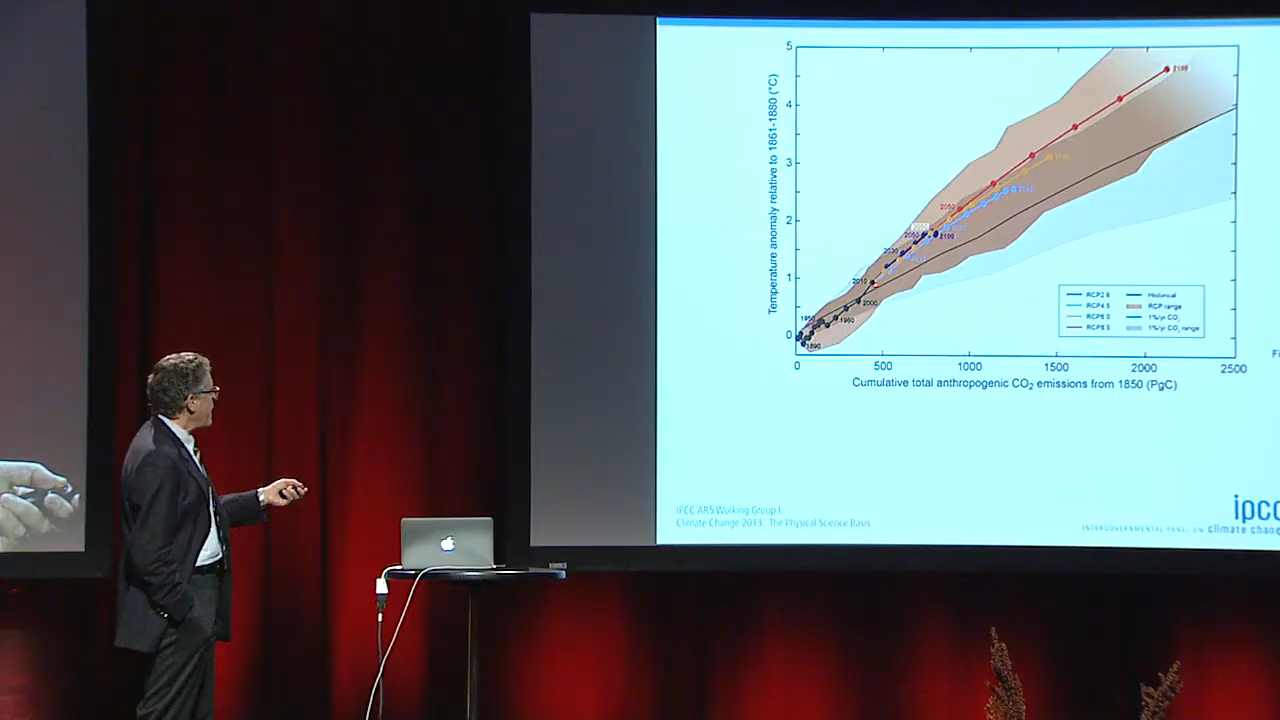 5
4
3
2
1
0
Temperature anomaly relative to 1861-1880 (°C)
2100
2050
2100
2030
2010
2000
1950
1980
1890
RCP2.6
Historical
RCP4.5
RCP range
RCP6.0
1%/yr CO2
RCP8.5
1%/yr CO2 range
0
500
1000
1500
2000
2500
Cumulative total anthropogenic CO2 emissions from 1850 (PgC)
IPCC AR5 Working Group I
Climate Change 2013: The Physical Science Basis
ipcc
INTERGOVERNMENTAL PANEL ON climate chan